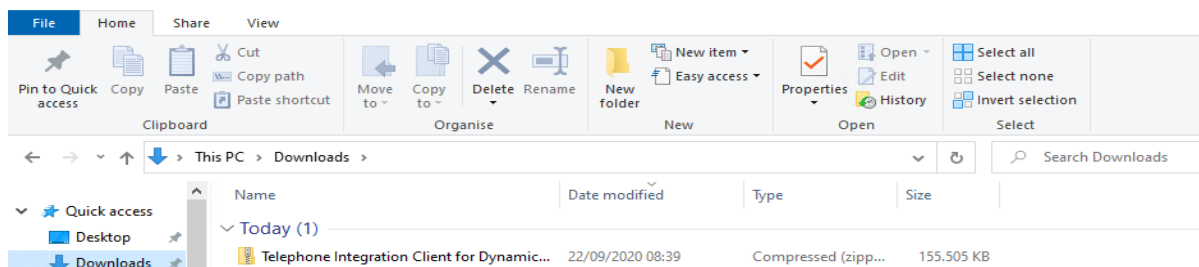 File Home Share View
Pin to Quick access
Copy
Paste
Cut
Copy path
Paste shortcut
Clipboard
Move to
Copy to
Delete
Rename
Organise
New folder
New item
Easy access
New
Properties
Open
Edit
History
Open
Select all
Select none
Invert selection
Select
This PC > Downloads >
Search Downloads
Name Date modified Type Size
Quick access
Desktop
Downloads
Today (1)
Telephone Integration Client for Dynamic... 22/09/2020 08:39 Compressed (zipp... 155.505 KB